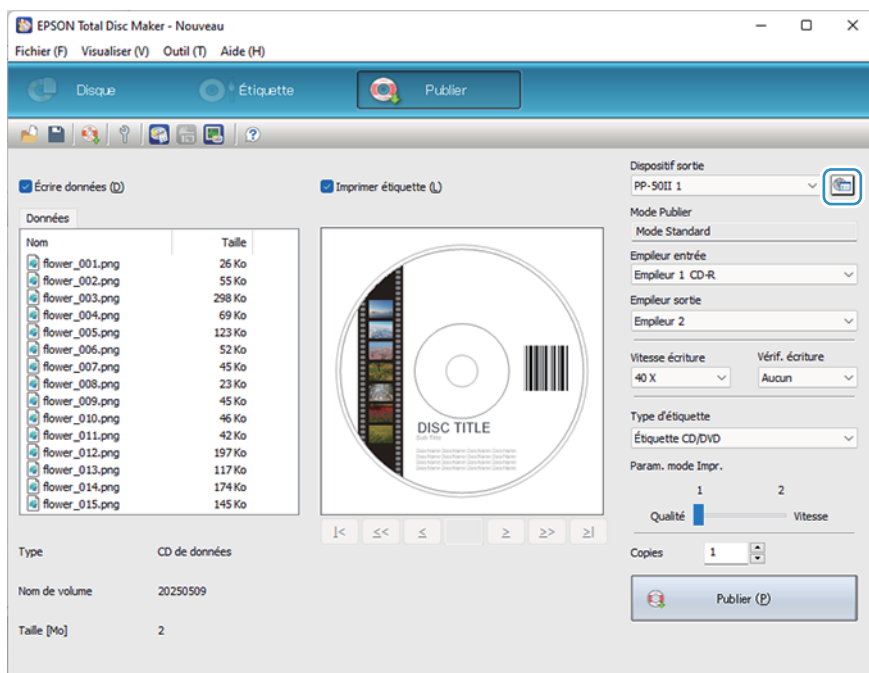 EPSON Total Disc Maker - Nouveau
Fichier (F) Visualiser (V) Outil (T) Aide (H)
Disque Étiquette Publier
Écrire données (D)
Données
Nom Taille
flower_001.png 26 Ko
flower_002.png 55 Ko
flower_003.png 298 Ko
flower_004.png 69 Ko
flower_005.png 123 Ko
flower_006.png 52 Ko
flower_007.png 45 Ko
flower_008.png 23 Ko
flower_009.png 45 Ko
flower_010.png 46 Ko
flower_011.png 42 Ko
flower_012.png 197 Ko
flower_013.png 117 Ko
flower_014.png 174 Ko
flower_015.png 145 Ko
Type CD de données
Nom de volume 20250509
Taille [Mo] 2
Imprimer étiquette (L)
DISC TITLE
Sub Title
|< << < > >> >|
Dispositif sortie
PP-50II 1
Mode Publier
Mode Standard
Empileur entrée
Empileur 1 CD-R
Empileur sortie
Empileur 2
Vitesse écriture Vérif. écriture
40 X Aucun
Type d'étiquette
Étiquette CD/DVD
Param. mode Impr.
1 2
Qualité Vitesse
Copies 1
Publier (P)